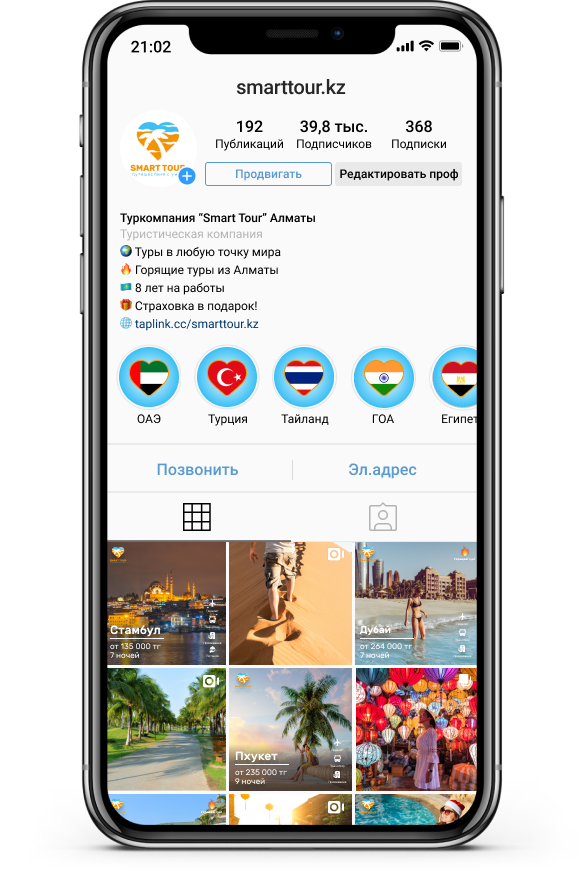 21:02
smarttour.kz
192
39,8 тыс.
368
Публикаций
Подписчиков
Подписки
SMART TOUR
Продвигать
Редактировать проф
Туркомпания “Smart Tour” Алматы
Туристическая компания
Туры в любую точку мира
Горящие туры из Алматы
8 лет на работы
Страховка в подарок!
taplink.cc/smarttour.kz
ОАЭ
Турция
Тайланд
ГОА
Египет
Позвонить
Эл.адрес
Стамбул
от 135 000 тг
7 ночей
Дубай
от 264 000 тг
7 ночей
Пхукет
от 235 000 тг
9 ночей